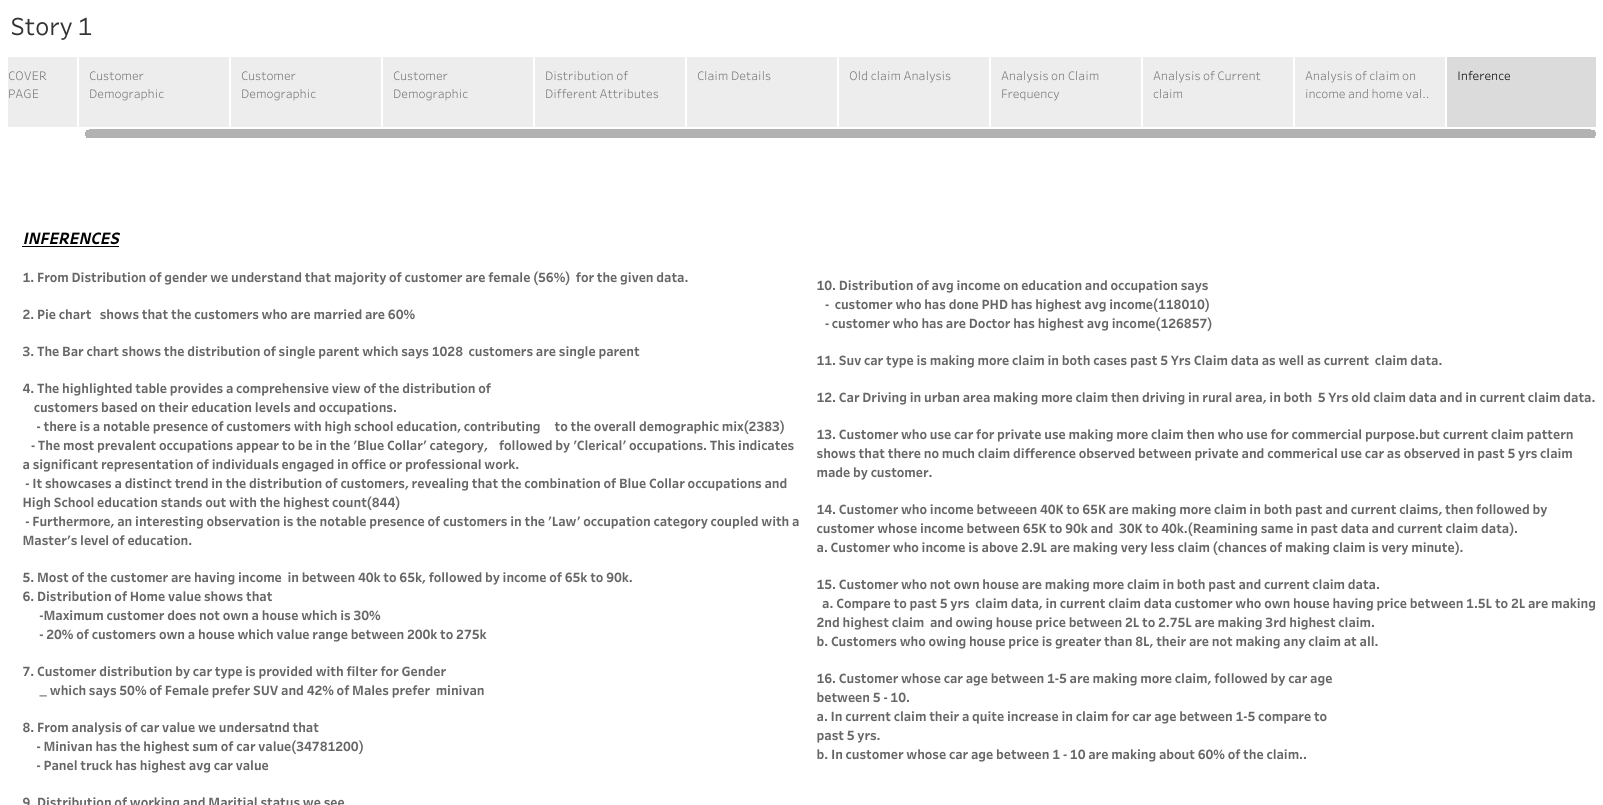 Story 1
COVER
PAGE
Customer
Demographic
Customer
Demographic
Customer
Demographic
Distribution of
Different Attributes
Claim Details
Old claim Analysis
Analysis on Claim
Frequency
Analysis of Current
claim
Analysis of claim on
income and home val..
Inference
INFERENCES
1. From Distribution of gender we understand that majority of customer are female (56%)  for the given data.
2. Pie chart  shows that the customers who are married are 60%
3. The Bar chart shows the distribution of single parent which says 1028  customers are single parent
4. The highlighted table provides a comprehensive view of the distribution of
customers based on their education levels and occupations.
- there is a notable presence of customers with high school education, contributing    to the overall demographic mix(2383)
- The most prevalent occupations appear to be in the 'Blue Collar' category,   followed by 'Clerical' occupations. This indicates
a significant representation of individuals engaged in office or professional work.
- It showcases a distinct trend in the distribution of customers, revealing that the combination of Blue Collar occupations and
High School education stands out with the highest count(844)
- Furthermore, an interesting observation is the notable presence of customers in the 'Law' occupation category coupled with a
Master's level of education.
5. Most of the customer are having income  in between 40k to 65k, followed by income of 65k to 90k.
6. Distribution of Home value shows that
-Maximum customer does not own a house which is 30%
- 20% of customers own a house which value range between 200k to 275k
7. Customer distribution by car type is provided with filter for Gender
_ which says 50% of Female prefer SUV and 42% of Males prefer  minivan
8. From analysis of car value we undersatnd that
- Minivan has the highest sum of car value(34781200)
- Panel truck has highest avg car value
9. Distribution of working and Maritial status we see
10. Distribution of avg income on education and occupation says
-  customer who has done PHD has highest avg income(118010)
- customer who has are Doctor has highest avg income(126857)
11. Suv car type is making more claim in both cases past 5 Yrs Claim data as well as current  claim data.
12. Car Driving in urban area making more claim then driving in rural area, in both  5 Yrs old claim data and in current claim data.
13. Customer who use car for private use making more claim then who use for commercial purpose.but current claim pattern
shows that there no much claim difference observed between private and commerical use car as observed in past 5 yrs claim
made by customer.
14. Customer who income betweeen 40K to 65K are making more claim in both past and current claims, then followed by
customer whose income between 65K to 90k and  30K to 40k.(Reamining same in past data and current claim data).
a. Customer who income is above 2.9L are making very less claim (chances of making claim is very minute).
15. Customer who not own house are making more claim in both past and current claim data.
a. Compare to past 5 yrs  claim data, in current claim data customer who own house having price between 1.5L to 2L are making
2nd highest claim  and owing house price between 2L to 2.75L are making 3rd highest claim.
b. Customers who owing house price is greater than 8L, their are not making any claim at all.
16. Customer whose car age between 1-5 are making more claim, followed by car age
between 5 - 10.
a. In current claim their a quite increase in claim for car age between 1-5 compare to
past 5 yrs.
b. In customer whose car age between 1 - 10 are making about 60% of the claim..